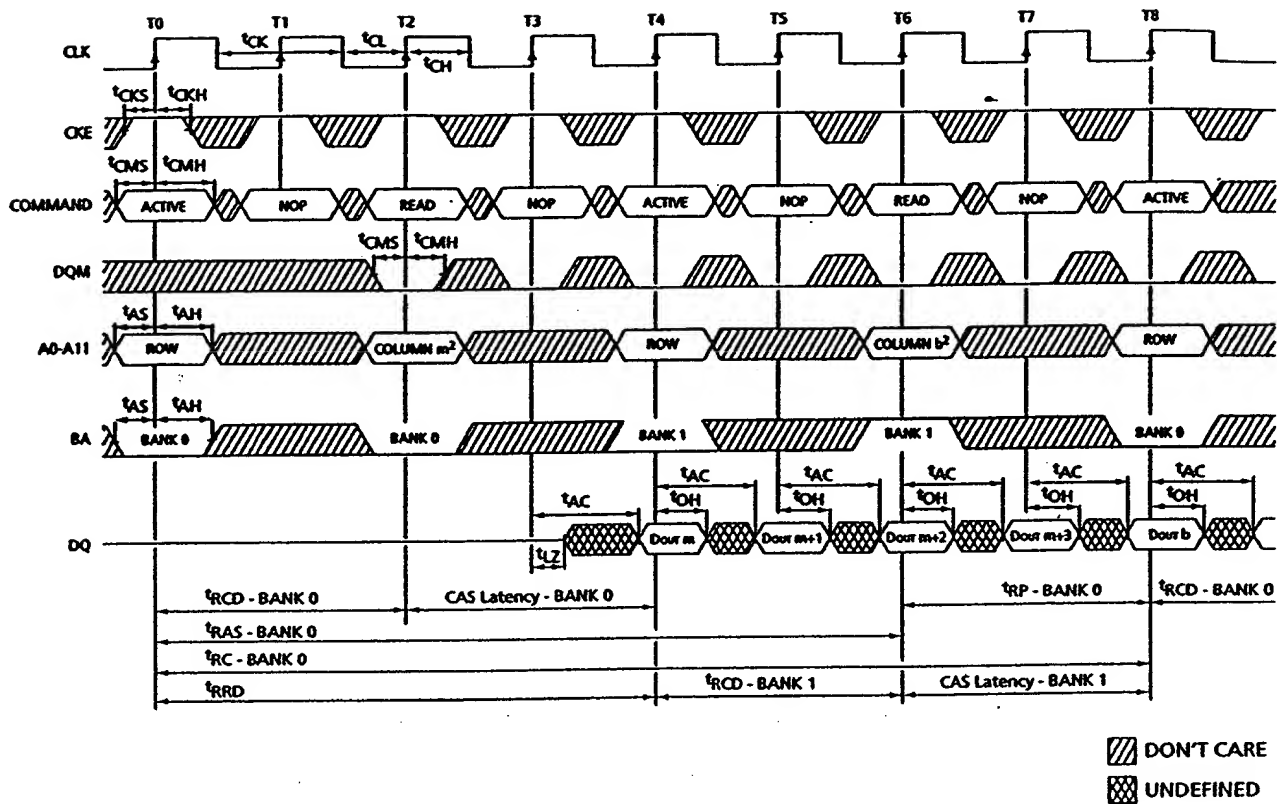 T0 T1 T2 T3 T4 T5 T6 T7 T8
CLK tCK tCL tCH
tCKS tCKH
CKE
tCMS tCMH
COMMAND ACTIVE NOP READ NOP ACTIVE NOP READ NOP ACTIVE
tCMS tCMH
DQM
tAS tAH
A0-A11 ROW COLUMN m2 ROW COLUMN b2 ROW
tAS tAH
BA BANK 0 BANK 0 BANK 1 BANK 1 BANK 0
tAC tAC tAC tAC tAC tAC
tOH tOH tOH tOH tOH
DQ DOUT m DOUT m+1 DOUT m+2 DOUT m+3 DOUT b
tLZ
tRCD - BANK 0 CAS Latency - BANK 0 tRP - BANK 0 tRCD - BANK 0
tRAS - BANK 0
tRC - BANK 0
tRRD tRCD - BANK 1 CAS Latency - BANK 1
DON'T CARE
UNDEFINED